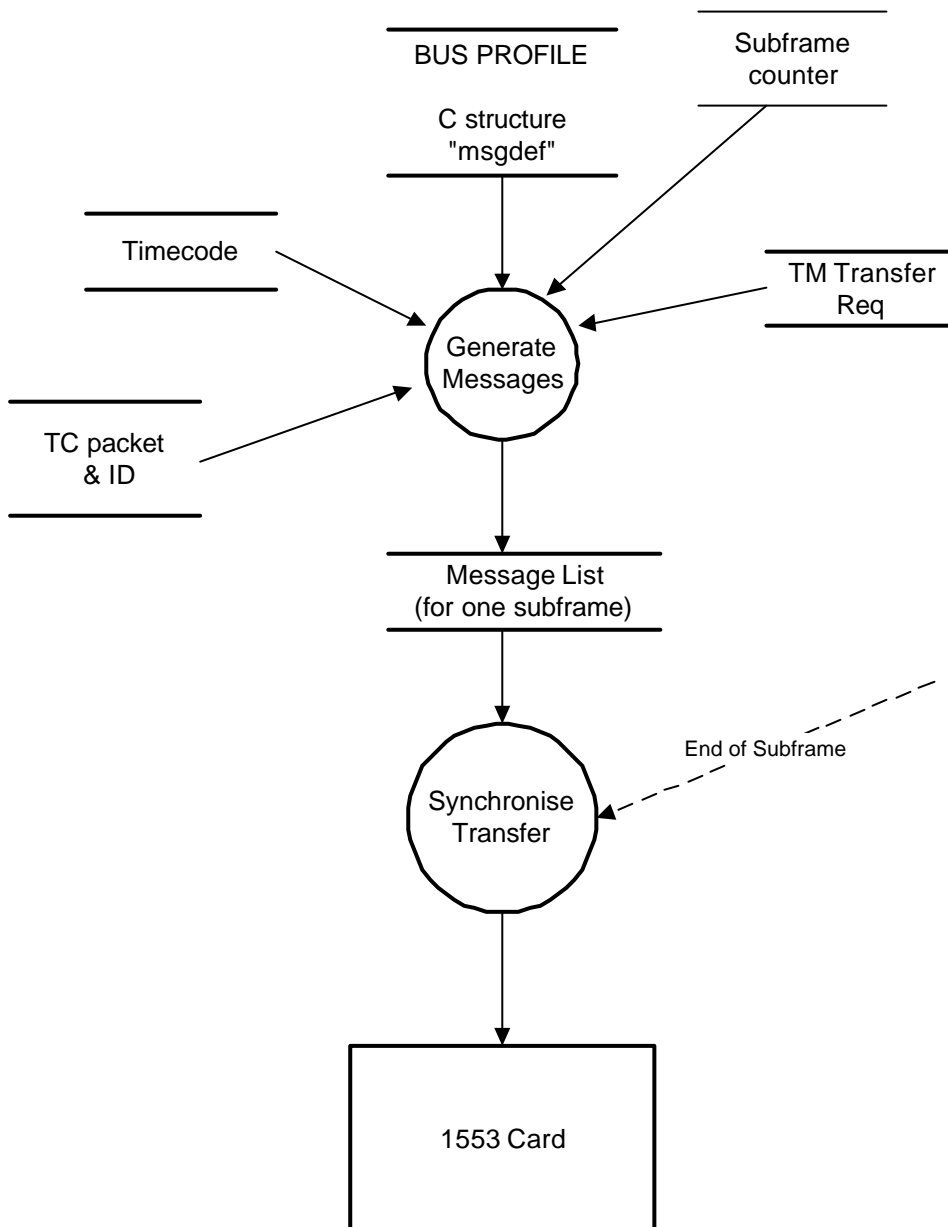 BUS PROFILE
C structure
"msgdef"
Subframe
counter
Timecode
TM Transfer
Req
Generate
Messages
TC packet
& ID
Message List
(for one subframe)
End of Subframe
Synchronise
Transfer
1553 Card